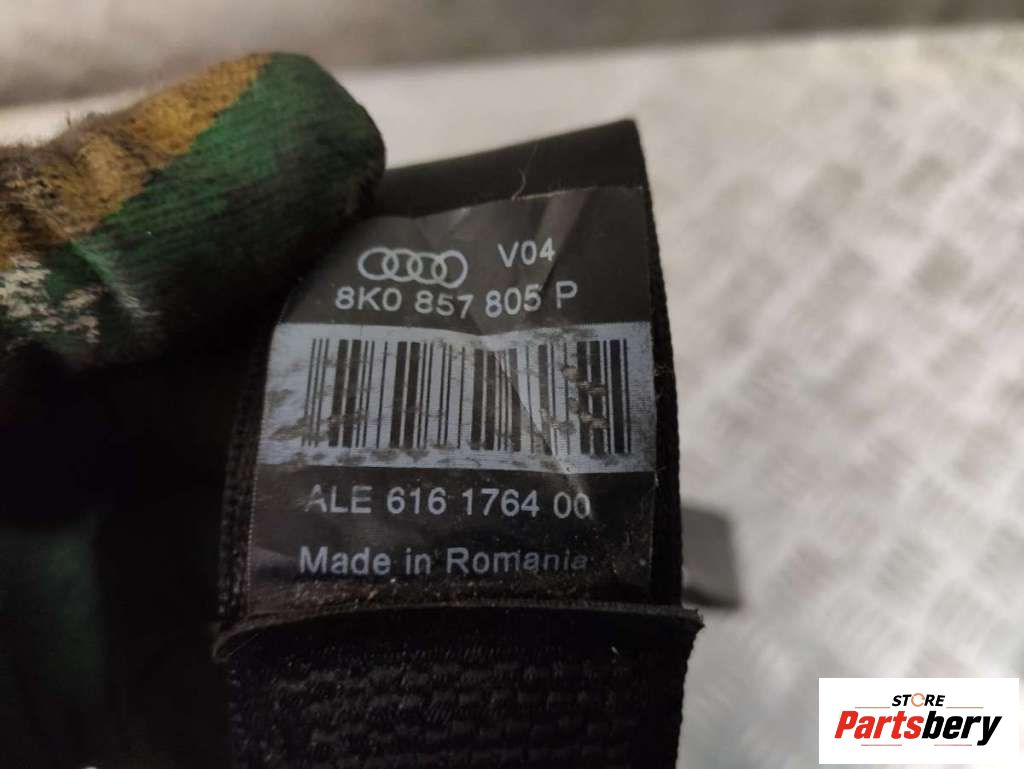 V04
8K0 857 805 P
ALE 616 1764 00
Made in Romania
STORE
Partsbery